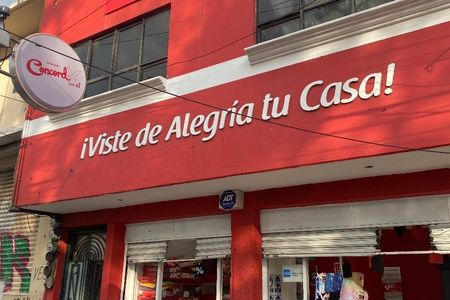 Concord
¡Viste de Alegría tu Casa!
ADT
%